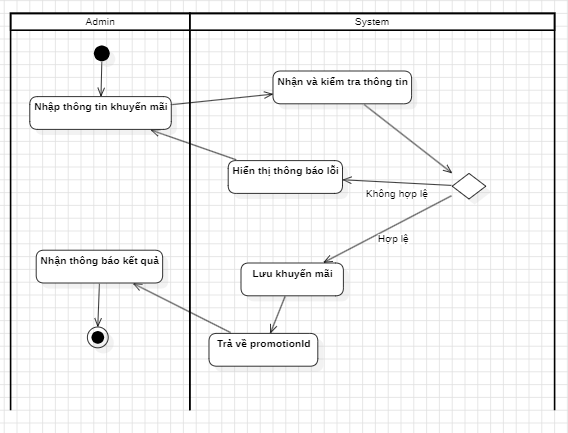 Admin
System
Nhận và kiểm tra thông tin
Nhập thông tin khuyến mãi
Hiển thị thông báo lỗi
Không hợp lệ
Hợp lệ
Nhận thông báo kết quả
Lưu khuyến mãi
Trả về promotionId